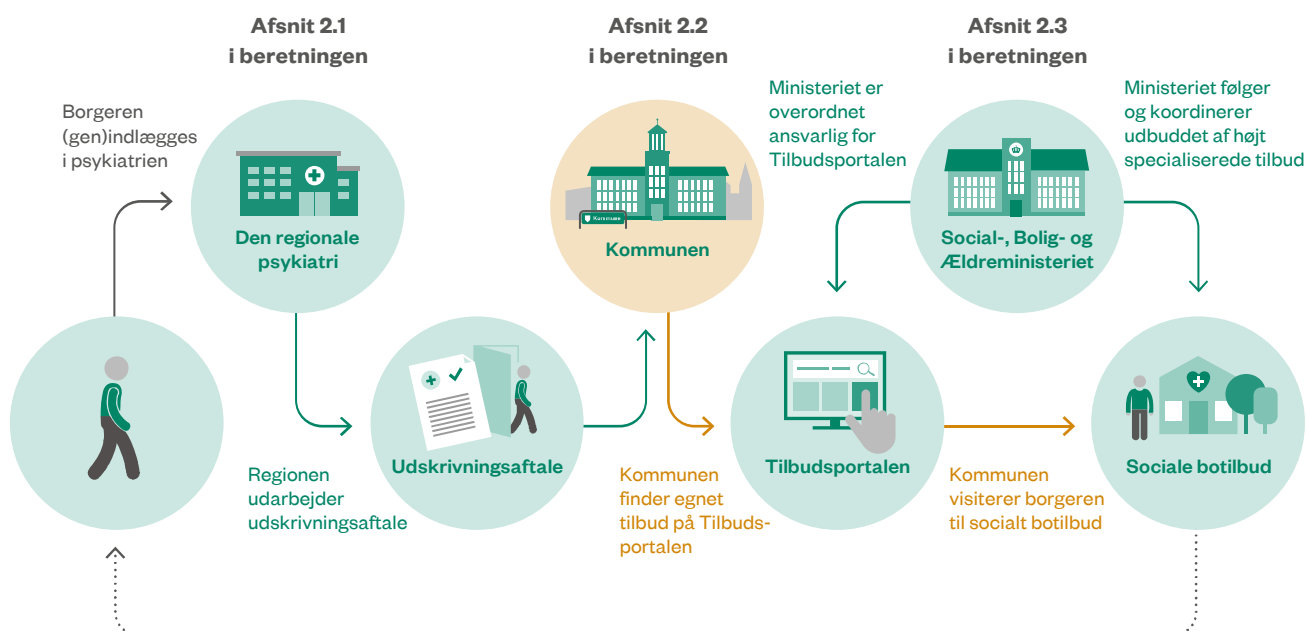 Afsnit 2.1
i beretningen
Afsnit 2.2
i beretningen
Afsnit 2.3
i beretningen
Borgeren
(gen)indlægges
i psykiatrien
Ministeriet er
overordnet
ansvarlig for
Tilbudsportalen
Ministeriet følger
og koordinerer
udbuddet af højt
specialiserede tilbud
Den regionale
psykiatri
Kommune
Kommunen
Social-, Bolig- og
Ældreministeriet
Udskrivningsaftale
Tilbudsportalen
Sociale botilbud
Regionen
udarbejder
udskrivningsaftale
Kommunen
finder egnet
tilbud på Tilbuds-
portalen
Kommunen
visiterer borgeren
til socialt botilbud